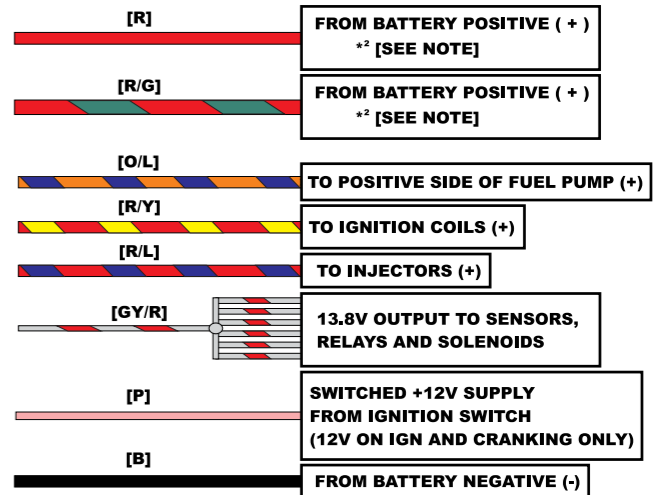 [R]
FROM BATTERY POSITIVE ( + )
*² [SEE NOTE]
[R/G]
FROM BATTERY POSITIVE ( + )
*² [SEE NOTE]
[O/L]
TO POSITIVE SIDE OF FUEL PUMP (+)
[R/Y]
TO IGNITION COILS (+)
[R/L]
TO INJECTORS (+)
[GY/R]
13.8V OUTPUT TO SENSORS,
RELAYS AND SOLENOIDS
[P]
SWITCHED +12V SUPPLY
FROM IGNITION SWITCH
(12V ON IGN AND CRANKING ONLY)
[B]
FROM BATTERY NEGATIVE (-)